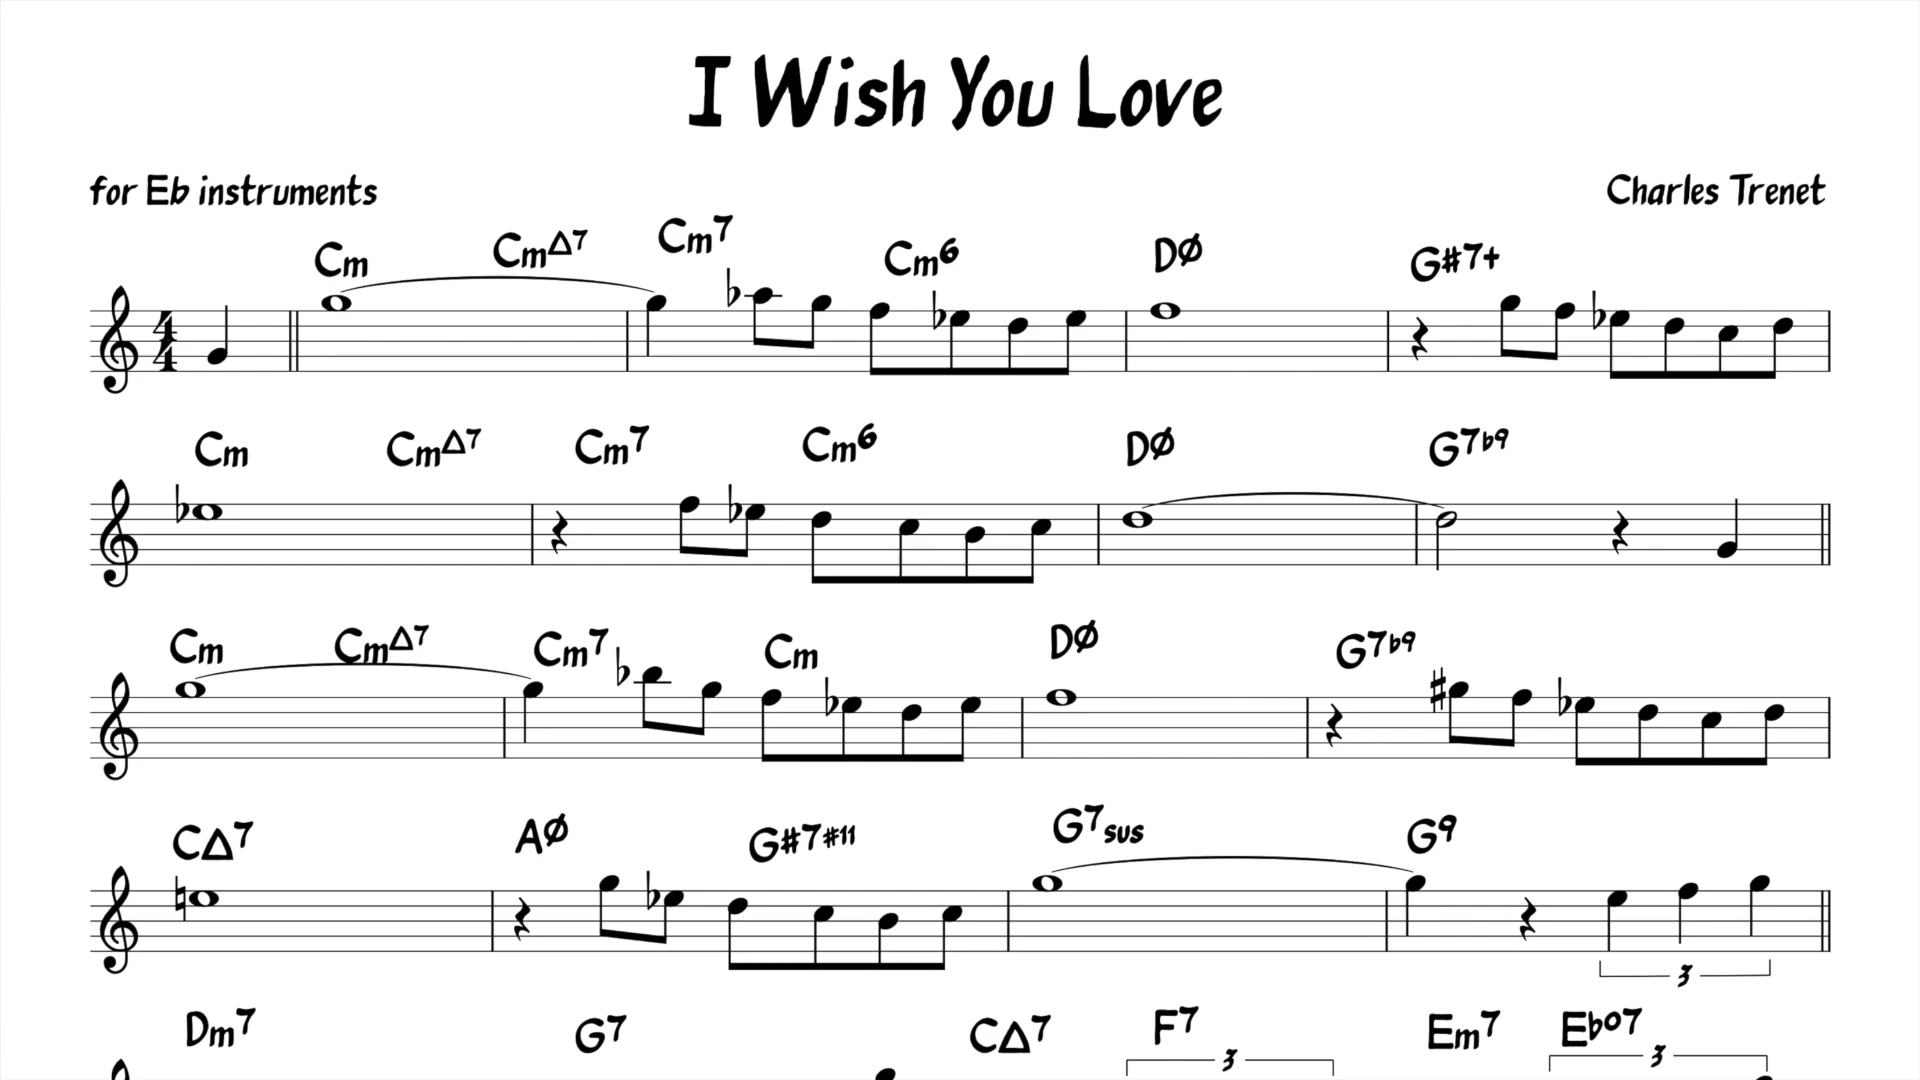 I Wish You Love
for Eb instruments Charles Trenet
Cm CmΔ7 Cm7 Cm6 DØ G#7+
4
4
Cm CmΔ7 Cm7 Cm6 DØ G7b9
Cm CmΔ7 Cm7 Cm DØ G7b9
CΔ7 AØ G#7#11 G7sus G9
3
Dm7 G7 CΔ7 F7 Em7 Ebo7
3 3